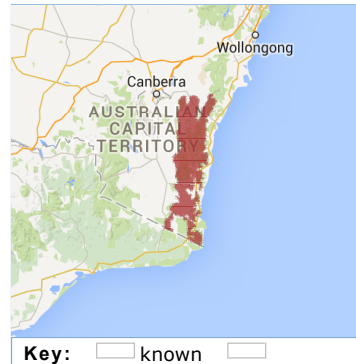 Wollongong
Canberra
AUSTRALIAN
CAPITAL
TERRITORY
Key: known